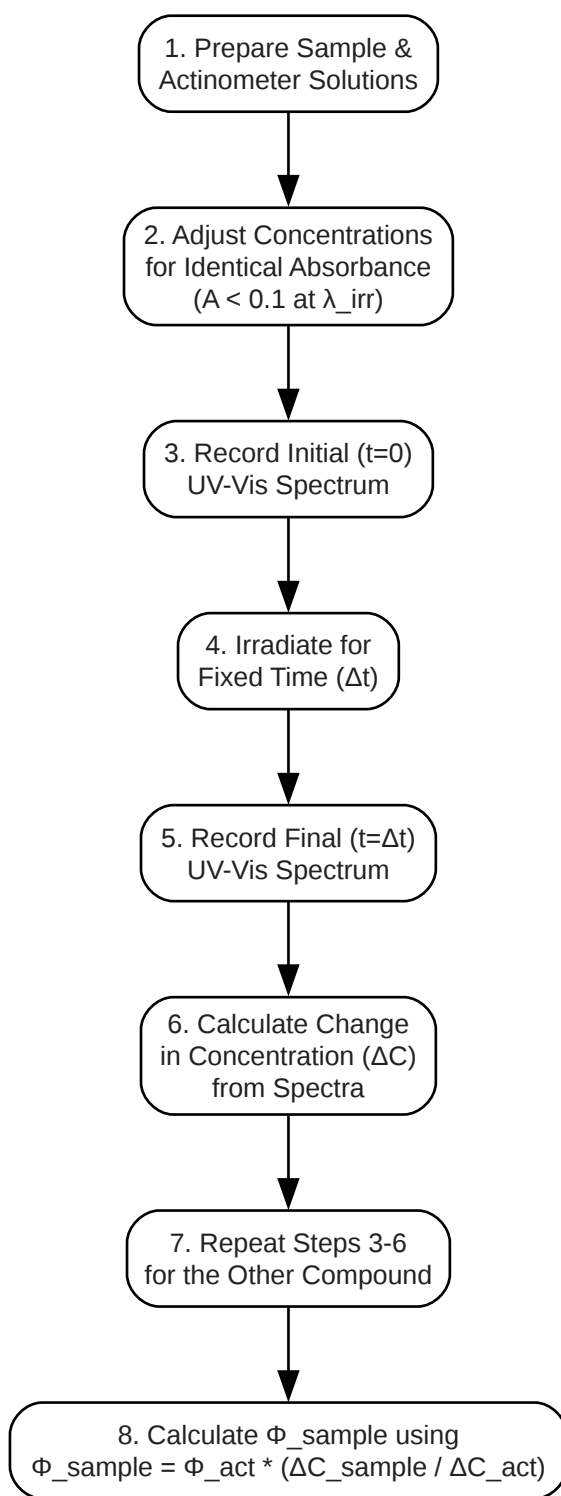 1. Prepare Sample &
Actinometer Solutions
2. Adjust Concentrations
for Identical Absorbance
(A < 0.1 at λ_irr)
3. Record Initial (t=0)
UV-Vis Spectrum
4. Irradiate for
Fixed Time (Δt)
5. Record Final (t=Δt)
UV-Vis Spectrum
6. Calculate Change
in Concentration (ΔC)
from Spectra
7. Repeat Steps 3-6
for the Other Compound
8. Calculate Φ_sample using
Φ_sample = Φ_act * (ΔC_sample / ΔC_act)